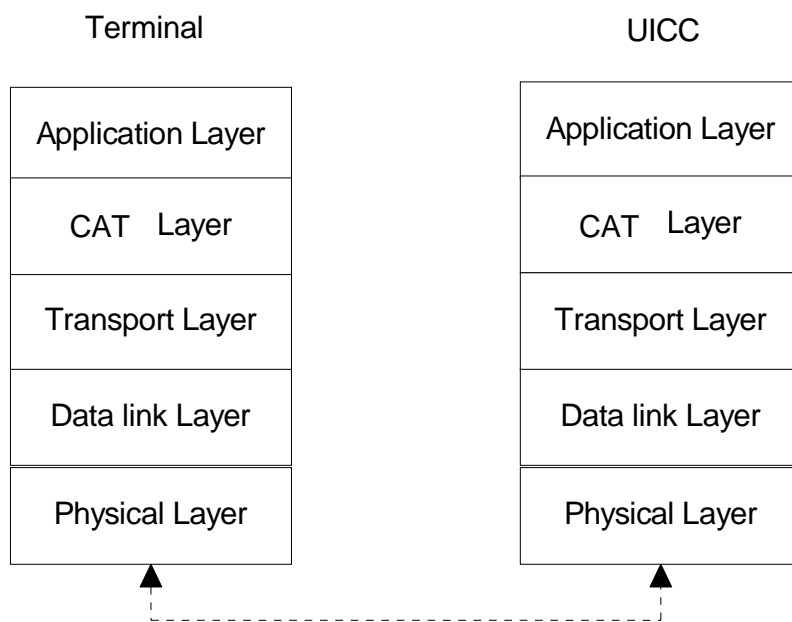 Terminal
UICC
Application Layer
Application Layer
CAT Layer
CAT Layer
Transport Layer
Transport Layer
Data link Layer
Data link Layer
Physical Layer
Physical Layer